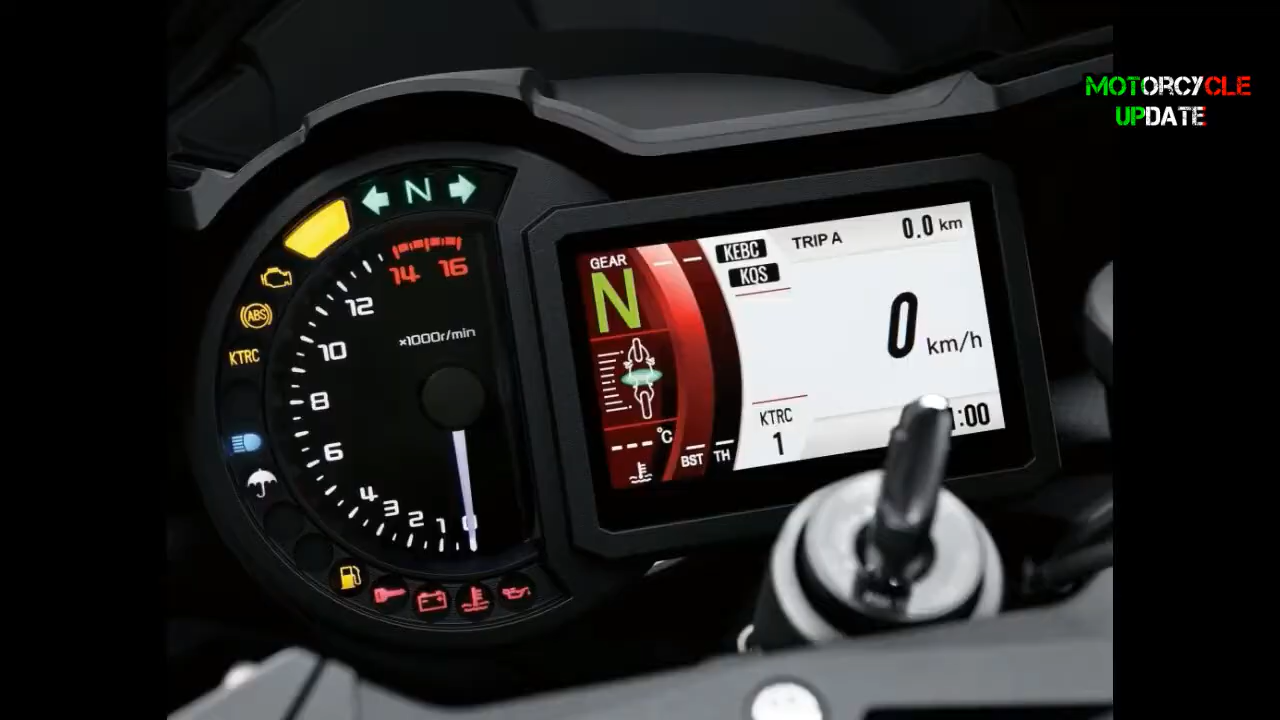 MOTORCYCLE
UPDATE
N
14 16
12
×1000r/min
10
8
6
4
3
2
1
0
ABS
KTRC
GEAR
N
KEBC
KQS
TRIP A
0.0 km
0
km/h
KTRC
1
:00
---°C
BST TH